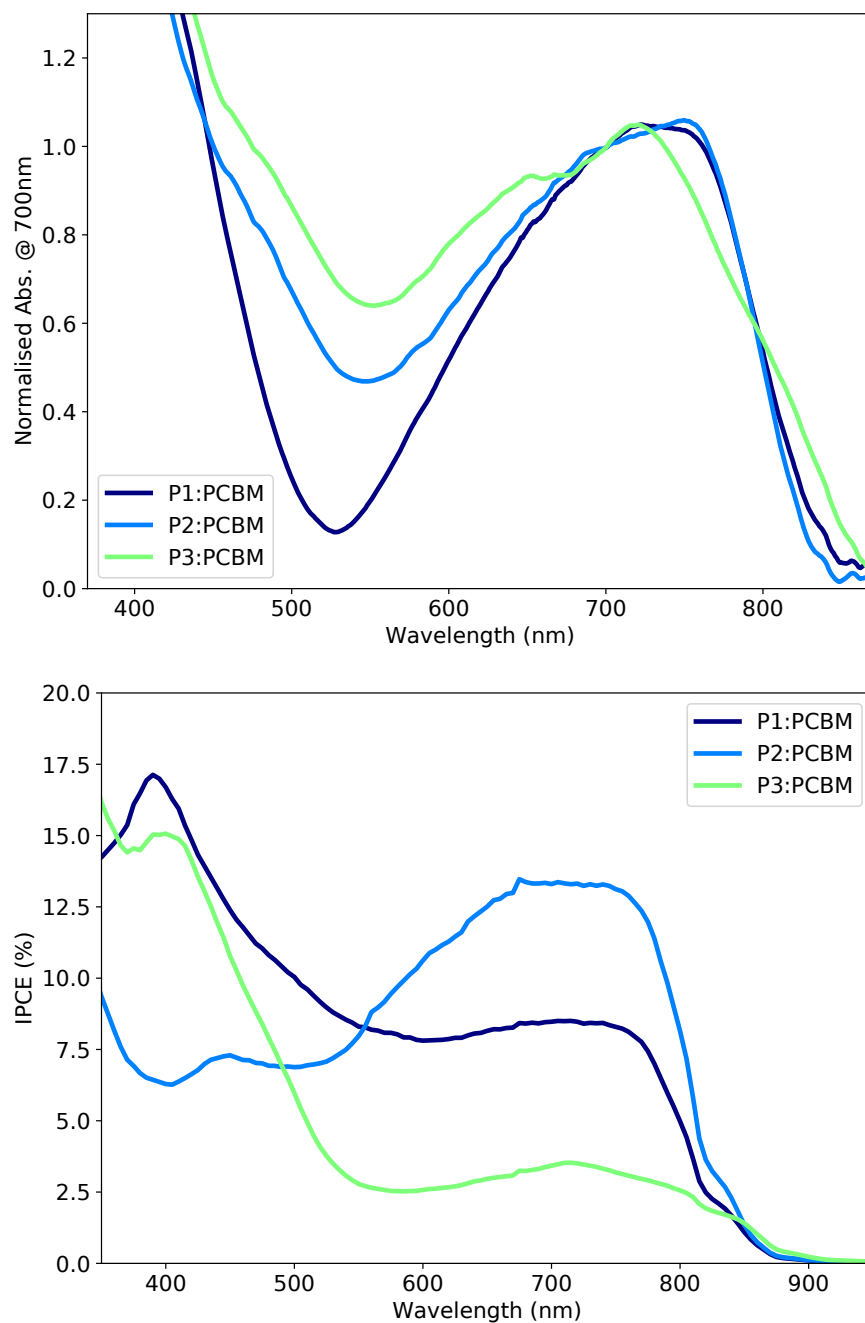 1.2
1.0
0.8
0.6
0.4
0.2
0.0
Normalised Abs. @ 700nm
P1:PCBM
P2:PCBM
P3:PCBM
400 500 600 700 800
Wavelength (nm)
20.0
17.5
15.0
12.5
10.0
7.5
5.0
2.5
0.0
IPCE (%)
P1:PCBM
P2:PCBM
P3:PCBM
400 500 600 700 800 900
Wavelength (nm)